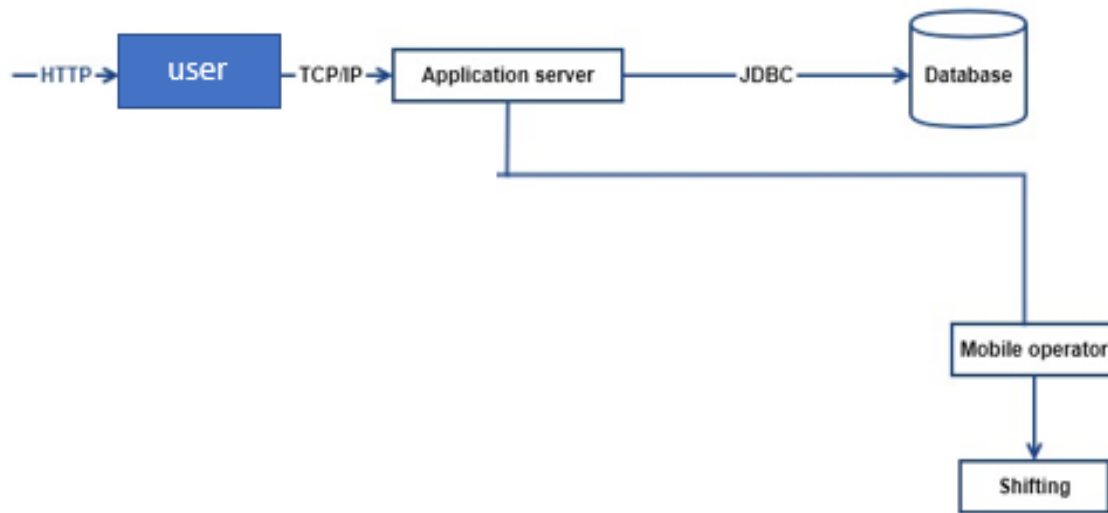 HTTP
user
TCP/IP
Application server
JDBC
Database
Mobile operator
Shifting